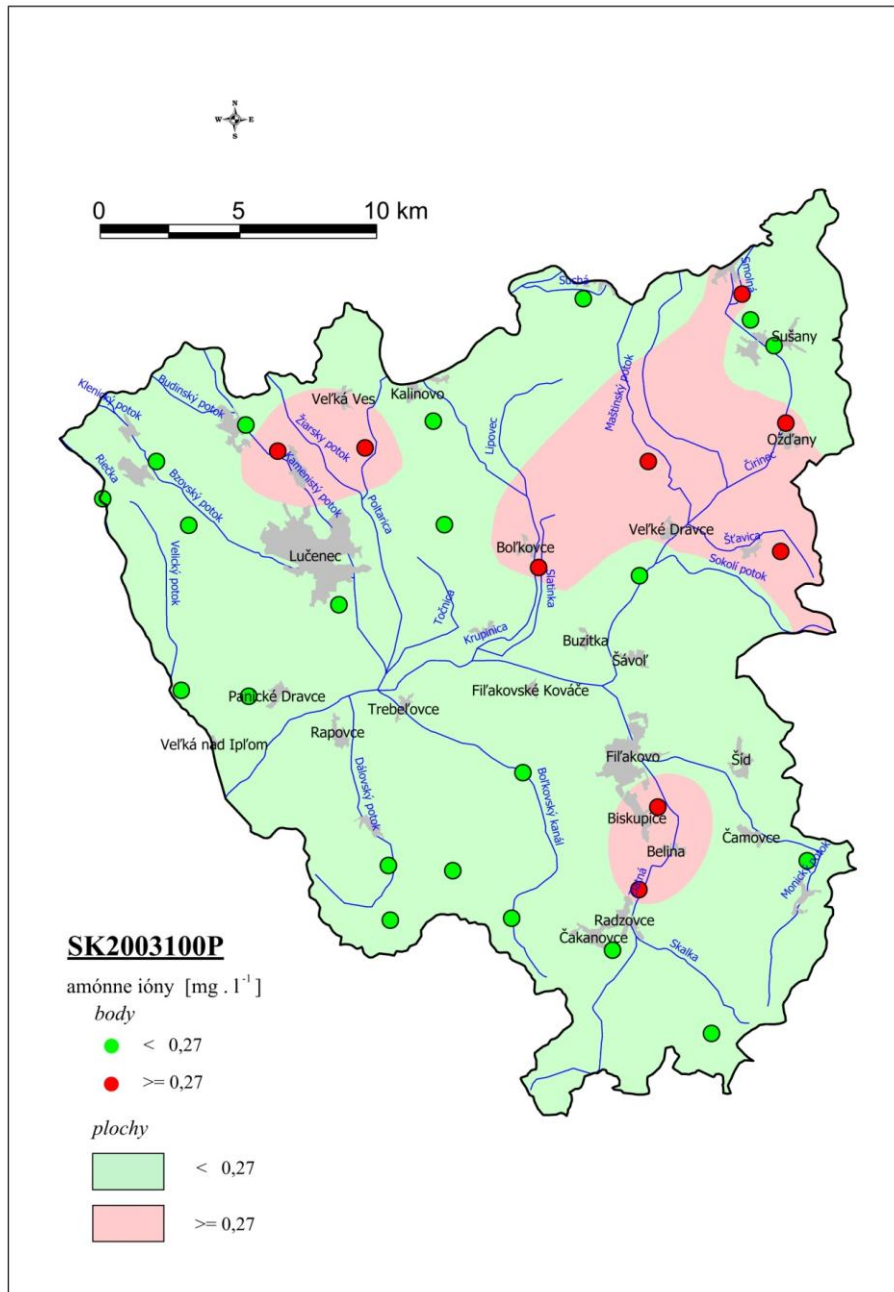 N
W E
S
0 5 10 km
Suchá
Smolná
Sušany
Maštinský potok
Veľká Ves
Kalinovo
Budinský potok
Klenický potok
Žiarsky potok
Lipovec
Ožďany
Čirinec
Riečka
Bzovský potok
Kamenistý potok
Poltarica
Veľké Dravce
Šťavica
Boľkovce
Sokolí potok
Lučenec
Velický potok
Slatinka
Točnica
Krupinica
Buzitka
Šávoľ
Panické Dravce
Fiľakovské Kováče
Trebeľovce
Rapovce
Veľká nad Ipľom
Fiľakovo
Šíd
Dálovský potok
Boľkovský kanál
Biskupice
Čamovce
Belina
Monický potok
Radzovce
Čakanovce
Skalka
SK2003100P
amónne ióny [mg . l-1]
body
< 0,27
>= 0,27
plochy
< 0,27
>= 0,27